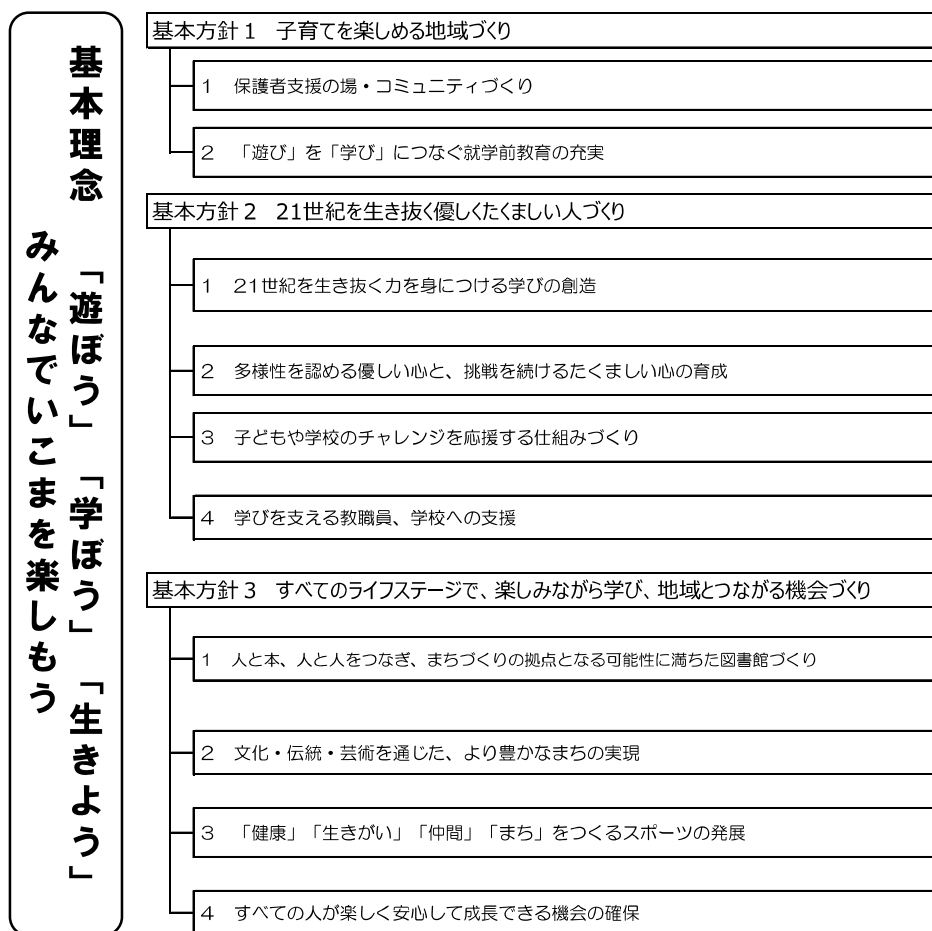 基本理念　「遊ぼう」「学ぼう」「生きよう」
みんなでいこまを楽しもう
基本方針１　子育てを楽しめる地域づくり
１　保護者支援の場・コミュニティづくり
２　「遊び」を「学び」につなぐ就学前教育の充実
基本方針２　21世紀を生き抜く優しくたくましい人づくり
１　21世紀を生き抜く力を身につける学びの創造
２　多様性を認める優しい心と、挑戦を続けるたくましい心の育成
３　子どもや学校のチャレンジを応援する仕組みづくり
４　学びを支える教職員、学校への支援
基本方針３　すべてのライフステージで、楽しみながら学び、地域とつながる機会づくり
１　人と本、人と人をつなぎ、まちづくりの拠点となる可能性に満ちた図書館づくり
２　文化・伝統・芸術を通じた、より豊かなまちの実現
３　「健康」「生きがい」「仲間」「まち」をつくるスポーツの発展
４　すべての人が楽しく安心して成長できる機会の確保